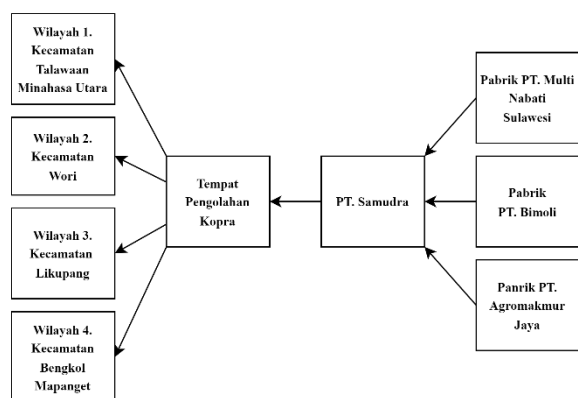 Wilayah 1.
Kecamatan
Talawaan
Minahasa Utara
Wilayah 2.
Kecamatan
Wori
Wilayah 3.
Kecamatan
Likupang
Wilayah 4.
Kecamatan
Bengkol
Mapanget
Tempat
Pengolahan
Kopra
PT. Samudra
Pabrik PT. Multi
Nabati
Sulawesi
Pabrik
PT. Bimoli
Panrik PT.
Agromakmur
Jaya